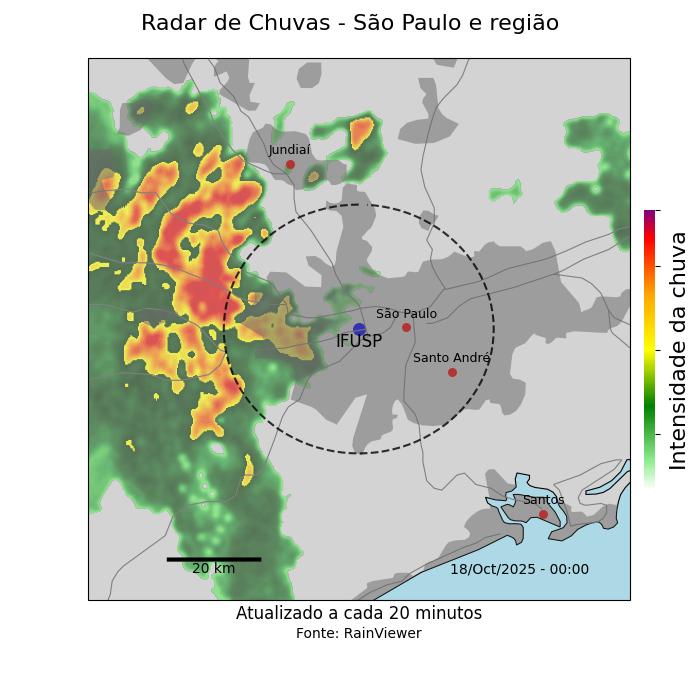 Radar de Chuvas - São Paulo e região
Jundiaí
São Paulo
IFUSP
Santo André
Santos
20 km
18/Oct/2025 - 00:00
Intensidade da chuva
Atualizado a cada 20 minutos
Fonte: RainViewer